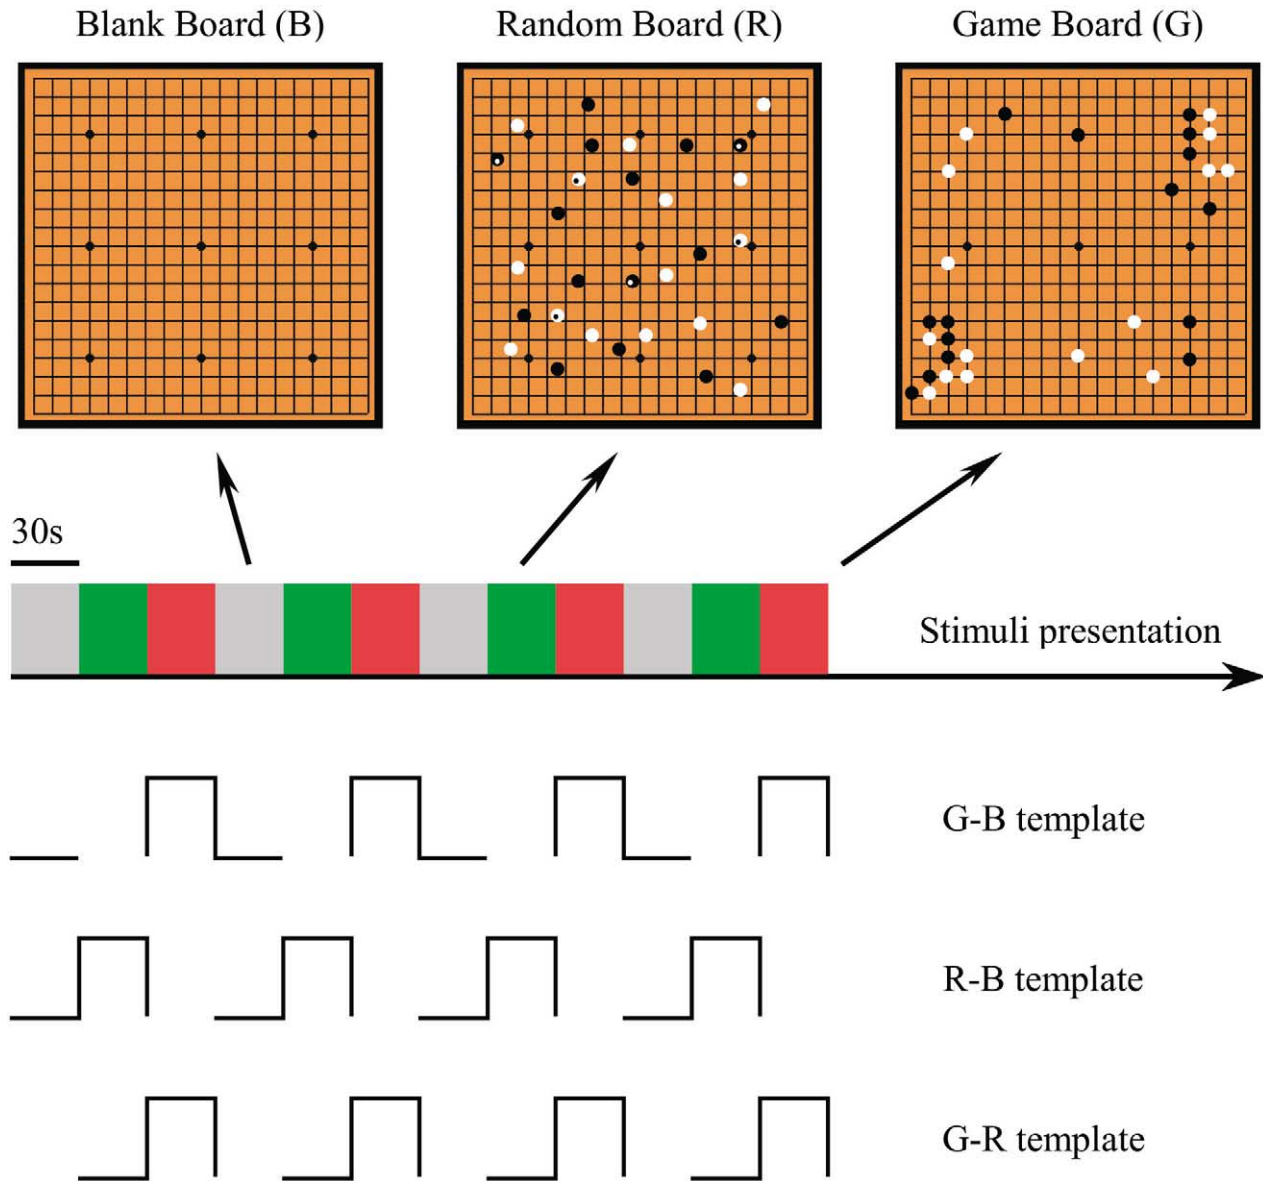 Blank Board (B)
Random Board (R)
Game Board (G)
30s
Stimuli presentation
G-B template
R-B template
G-R template